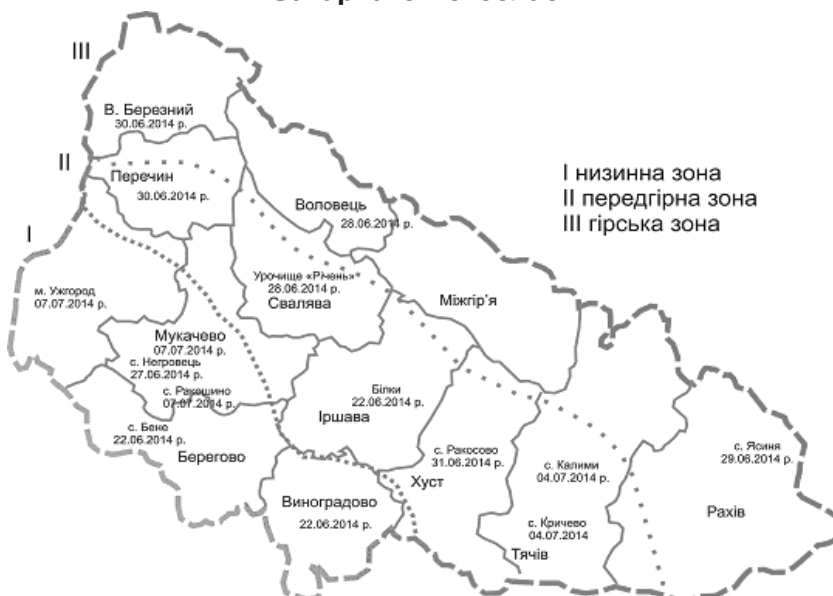 III
В. Березний
30.06.2014 р.
II
Перечин
30.06.2014 р.
I низинна зона
II передгірна зона
III гірська зона
Воловець
28.06.2014 р.
I
м. Ужгород
07.07.2014 р.
Урочище «Річень»
28.06.2014 р.
Свалява
Міжгір'я
Мукачево
07.07.2014 р.
с. Негровець
27.06.2014 р.
с. Ракошино
07.07.2014 р.
Білки
22.06.2014 р.
Іршава
с. Бене
22.06.2014 р.
Берегово
с. Ракосово
31.06.2014 р.
Хуст
с. Калими
04.07.2014 р.
с. Ясиня
29.06.2014 р.
Рахів
Виноградово
22.06.2014 р.
с. Кричево
04.07.2014
Тячів